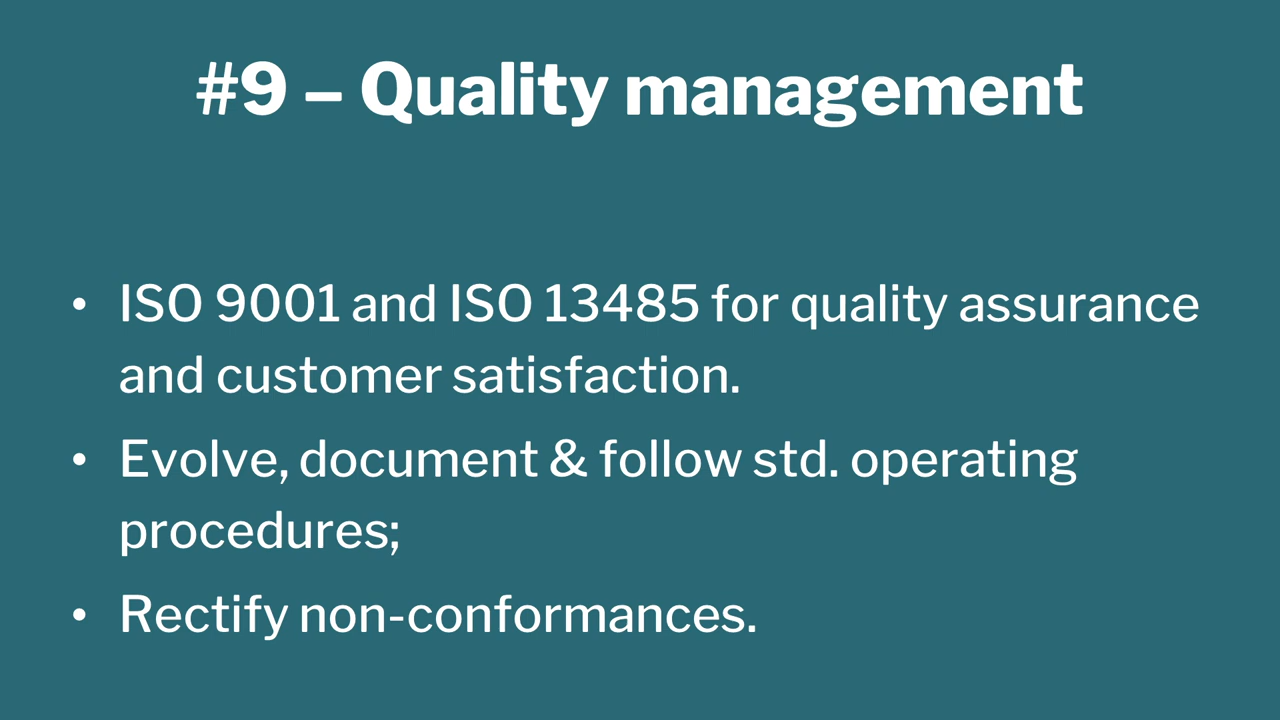 #9 – Quality management
• ISO 9001 and ISO 13485 for quality assurance
and customer satisfaction.
• Evolve, document & follow std. operating
procedures;
• Rectify non-conformances.